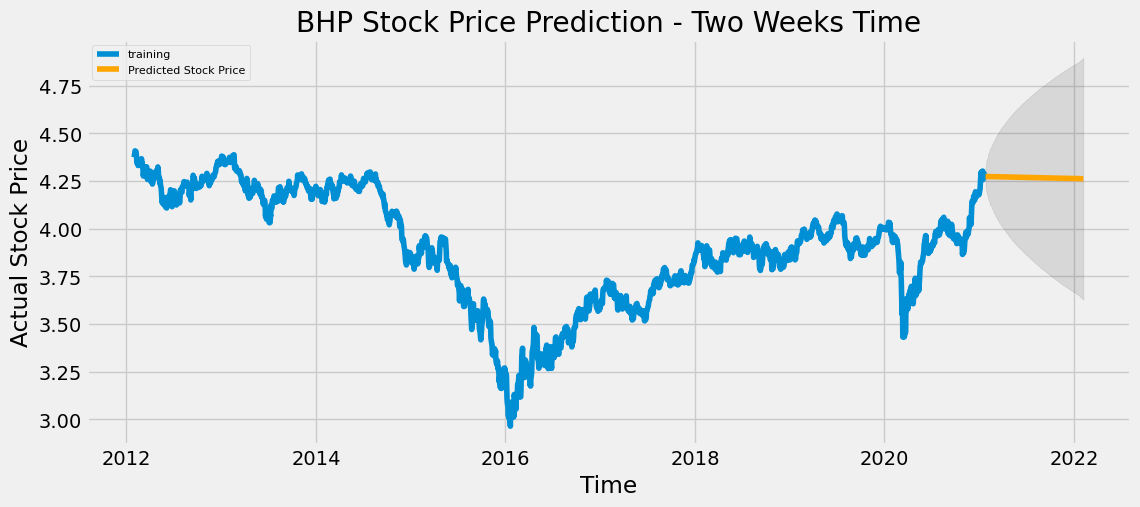 BHP Stock Price Prediction - Two Weeks Time
training
Predicted Stock Price
Actual Stock Price
4.75
4.50
4.25
4.00
3.75
3.50
3.25
3.00
2012
2014
2016
2018
2020
2022
Time